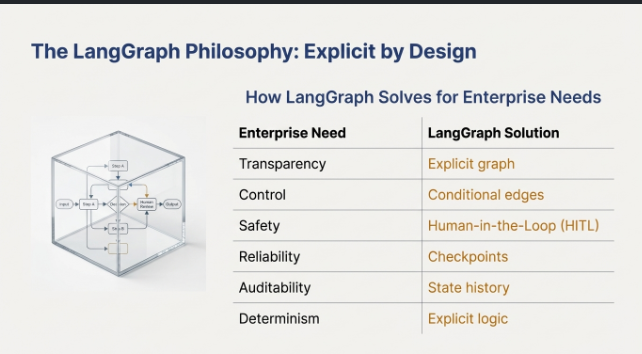 The LangGraph Philosophy: Explicit by Design
How LangGraph Solves for Enterprise Needs
Enterprise Need LangGraph Solution
Transparency Explicit graph
Control Conditional edges
Safety Human-in-the-Loop (HITL)
Reliability Checkpoints
Auditability State history
Determinism Explicit logic
Step A
Input
Step A
Human
Review
Output